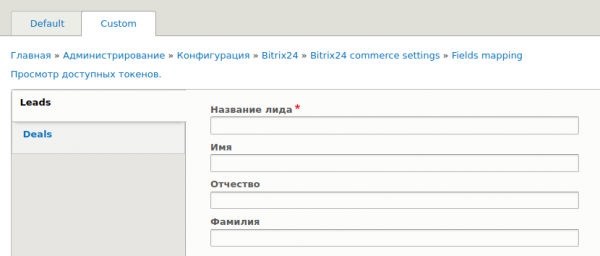 Default Custom
Главная » Администрирование » Конфигурация » Bitrix24 » Bitrix24 commerce settings » Fields mapping
Просмотр доступных токенов.
Leads
Deals
Название лида *
Имя
Отчество
Фамилия